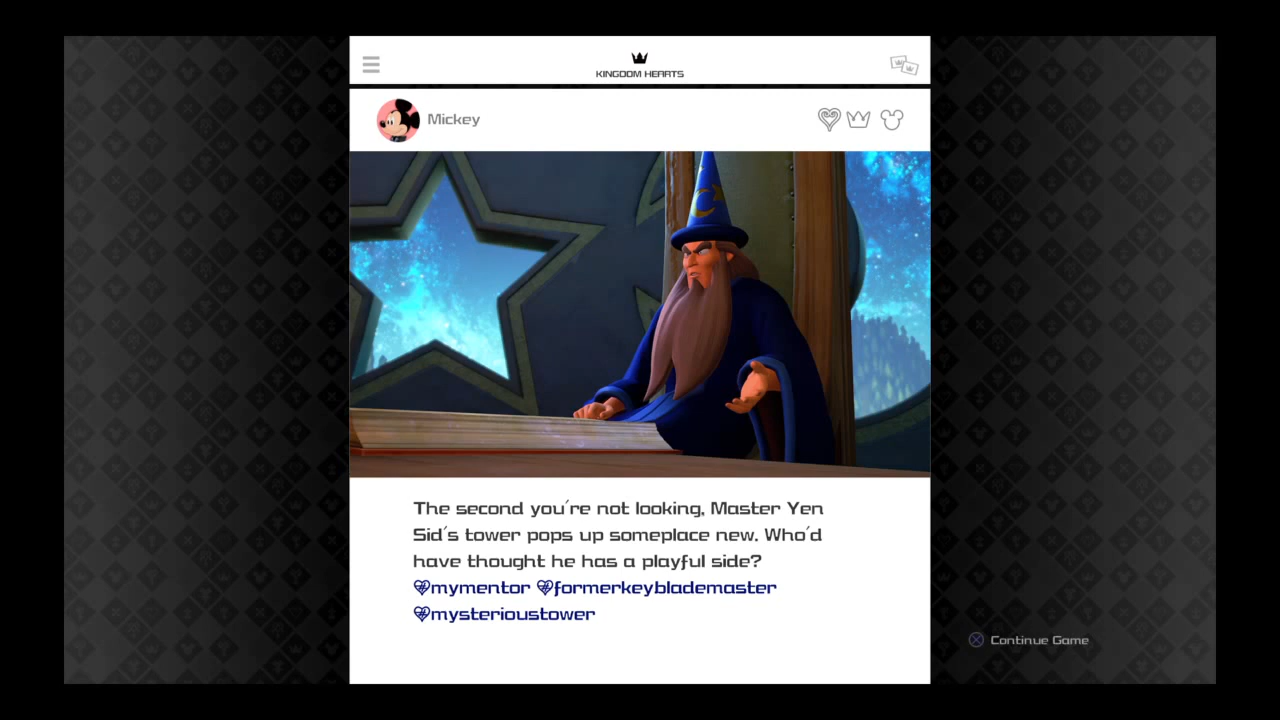 KINGDOM HEARTS
Mickey
The second you're not looking, Master Yen
Sid's tower pops up someplace new. Who'd
have thought he has a playful side?
mymentor formerkeyblademaster
mysterioustower
Continue Game